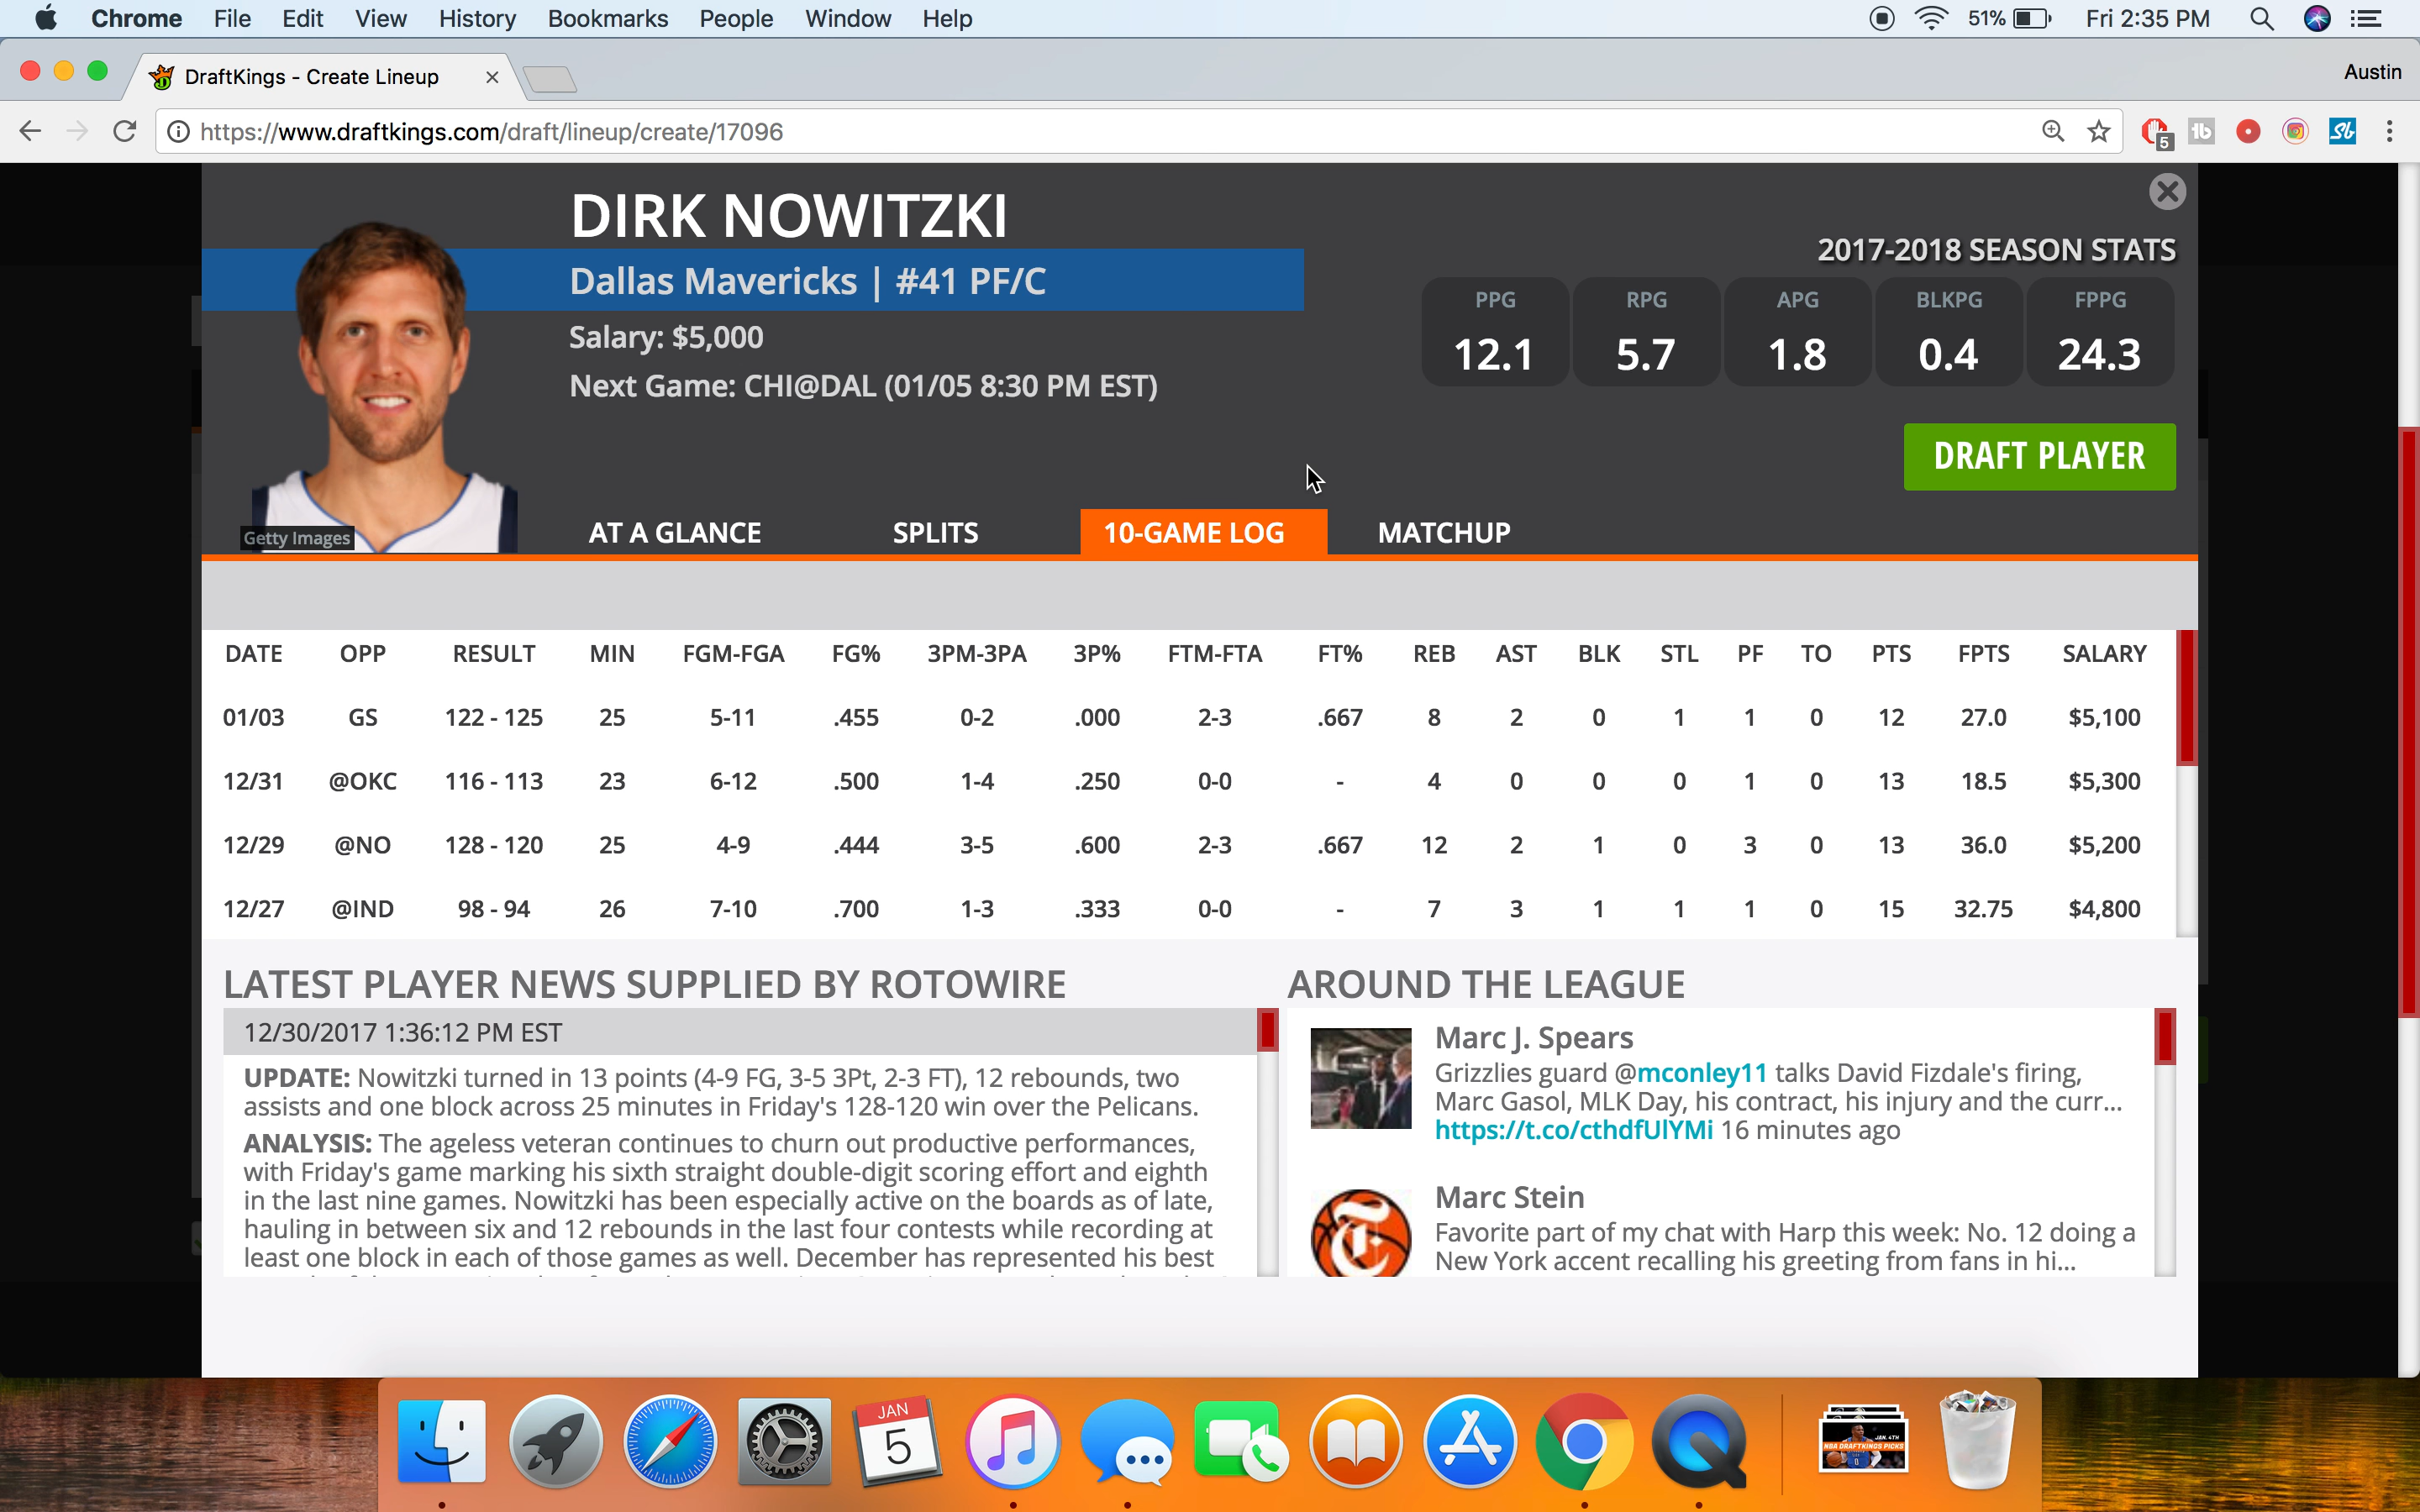 Chrome File Edit View History Bookmarks People Window Help
51% Fri 2:35 PM
DraftKings - Create Lineup
Austin
https://www.draftkings.com/draft/lineup/create/17096
5
DIRK NOWITZKI
Dallas Mavericks | #41 PF/C
Salary: $5,000
Next Game: CHI@DAL (01/05 8:30 PM EST)
2017-2018 SEASON STATS
PPG RPG APG BLKPG FPPG
12.1 5.7 1.8 0.4 24.3
DRAFT PLAYER
Getty Images
AT A GLANCE SPLITS 10-GAME LOG MATCHUP
DATE OPP RESULT MIN FGM-FGA FG% 3PM-3PA 3P% FTM-FTA FT% REB AST BLK STL PF TO PTS FPTS SALARY
01/03 GS 122 - 125 25 5-11 .455 0-2 .000 2-3 .667 8 2 0 1 1 0 12 27.0 $5,100
12/31 @OKC 116 - 113 23 6-12 .500 1-4 .250 0-0 - 4 0 0 0 1 0 13 18.5 $5,300
12/29 @NO 128 - 120 25 4-9 .444 3-5 .600 2-3 .667 12 2 1 0 3 0 13 36.0 $5,200
12/27 @IND 98 - 94 26 7-10 .700 1-3 .333 0-0 - 7 3 1 1 1 0 15 32.75 $4,800
LATEST PLAYER NEWS SUPPLIED BY ROTOWIRE
12/30/2017 1:36:12 PM EST
UPDATE: Nowitzki turned in 13 points (4-9 FG, 3-5 3Pt, 2-3 FT), 12 rebounds, two
assists and one block across 25 minutes in Friday's 128-120 win over the Pelicans.
ANALYSIS: The ageless veteran continues to churn out productive performances,
with Friday's game marking his sixth straight double-digit scoring effort and eighth
in the last nine games. Nowitzki has been especially active on the boards as of late,
hauling in between six and 12 rebounds in the last four contests while recording at
least one block in each of those games as well. December has represented his best
AROUND THE LEAGUE
Marc J. Spears
Grizzlies guard @mconley11 talks David Fizdale's firing,
Marc Gasol, MLK Day, his contract, his injury and the curr...
https://t.co/cthdfUlYMi 16 minutes ago
Marc Stein
Favorite part of my chat with Harp this week: No. 12 doing a
New York accent recalling his greeting from fans in hi...
JAN
5
JAN. 4TH
NBA DRAFTKINGS PICKS